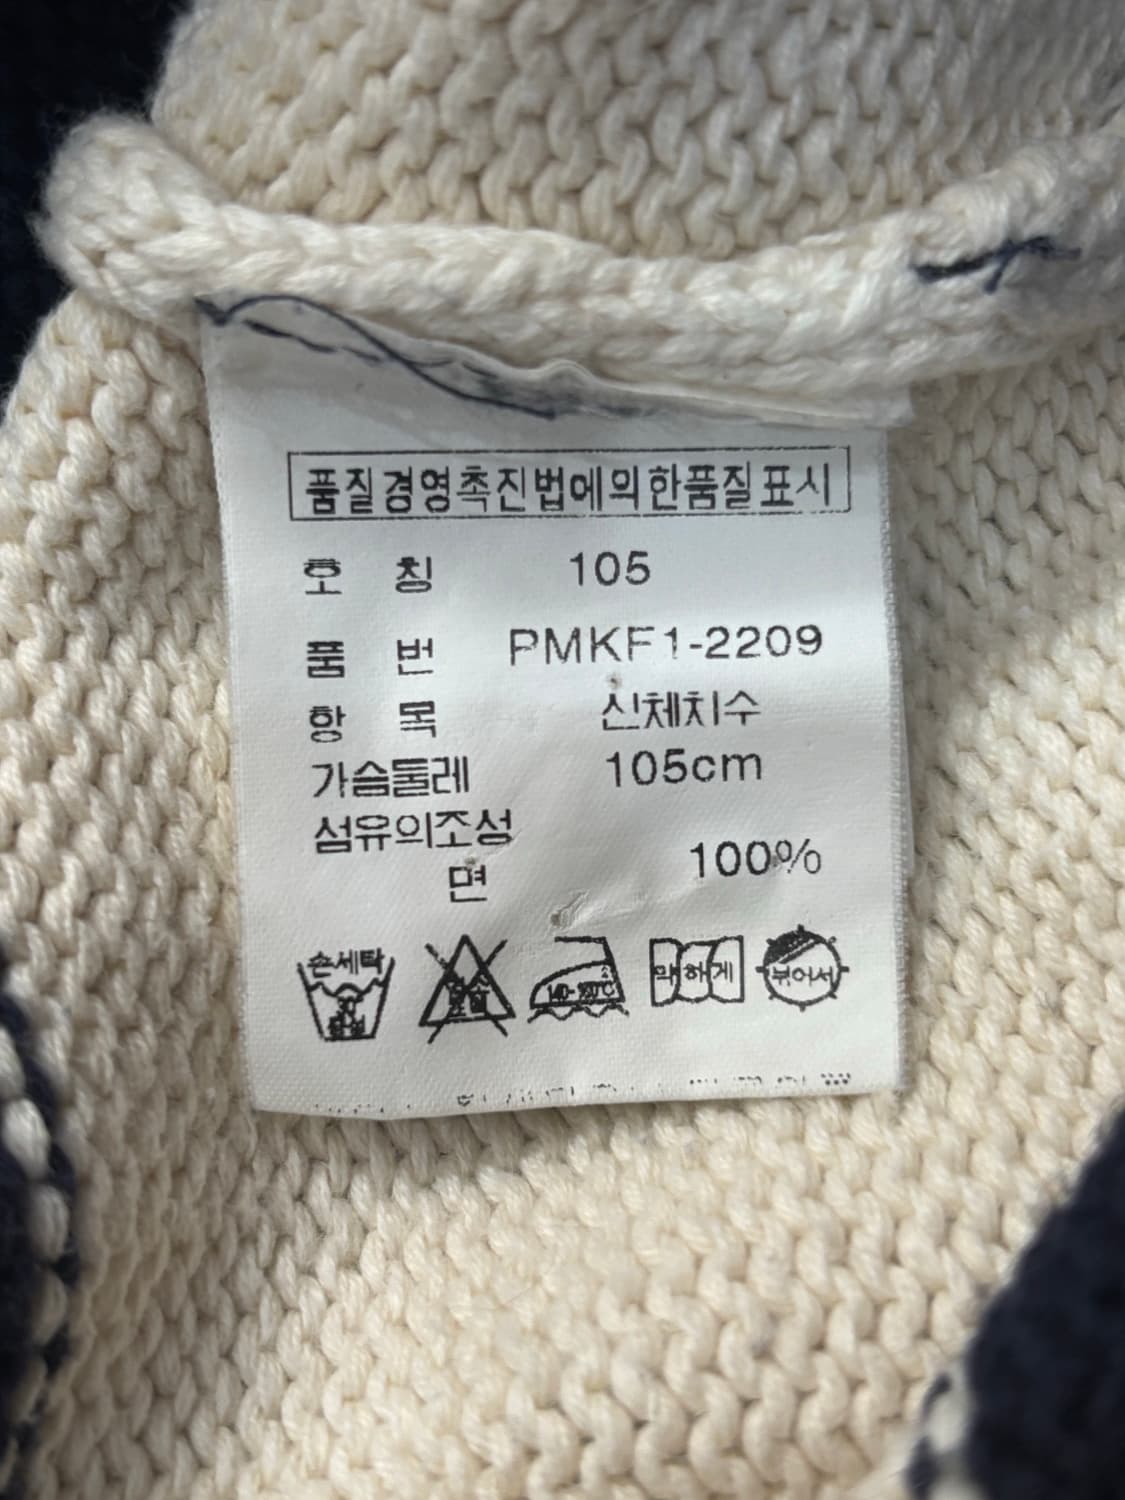 품질경영촉진법에의한품질표시
호 칭 105
품 번 PMKF1-2209
항 목 신체치수
가슴둘레 105cm
섬유의조성
면 100%
손세탁
약하게
뉘어서